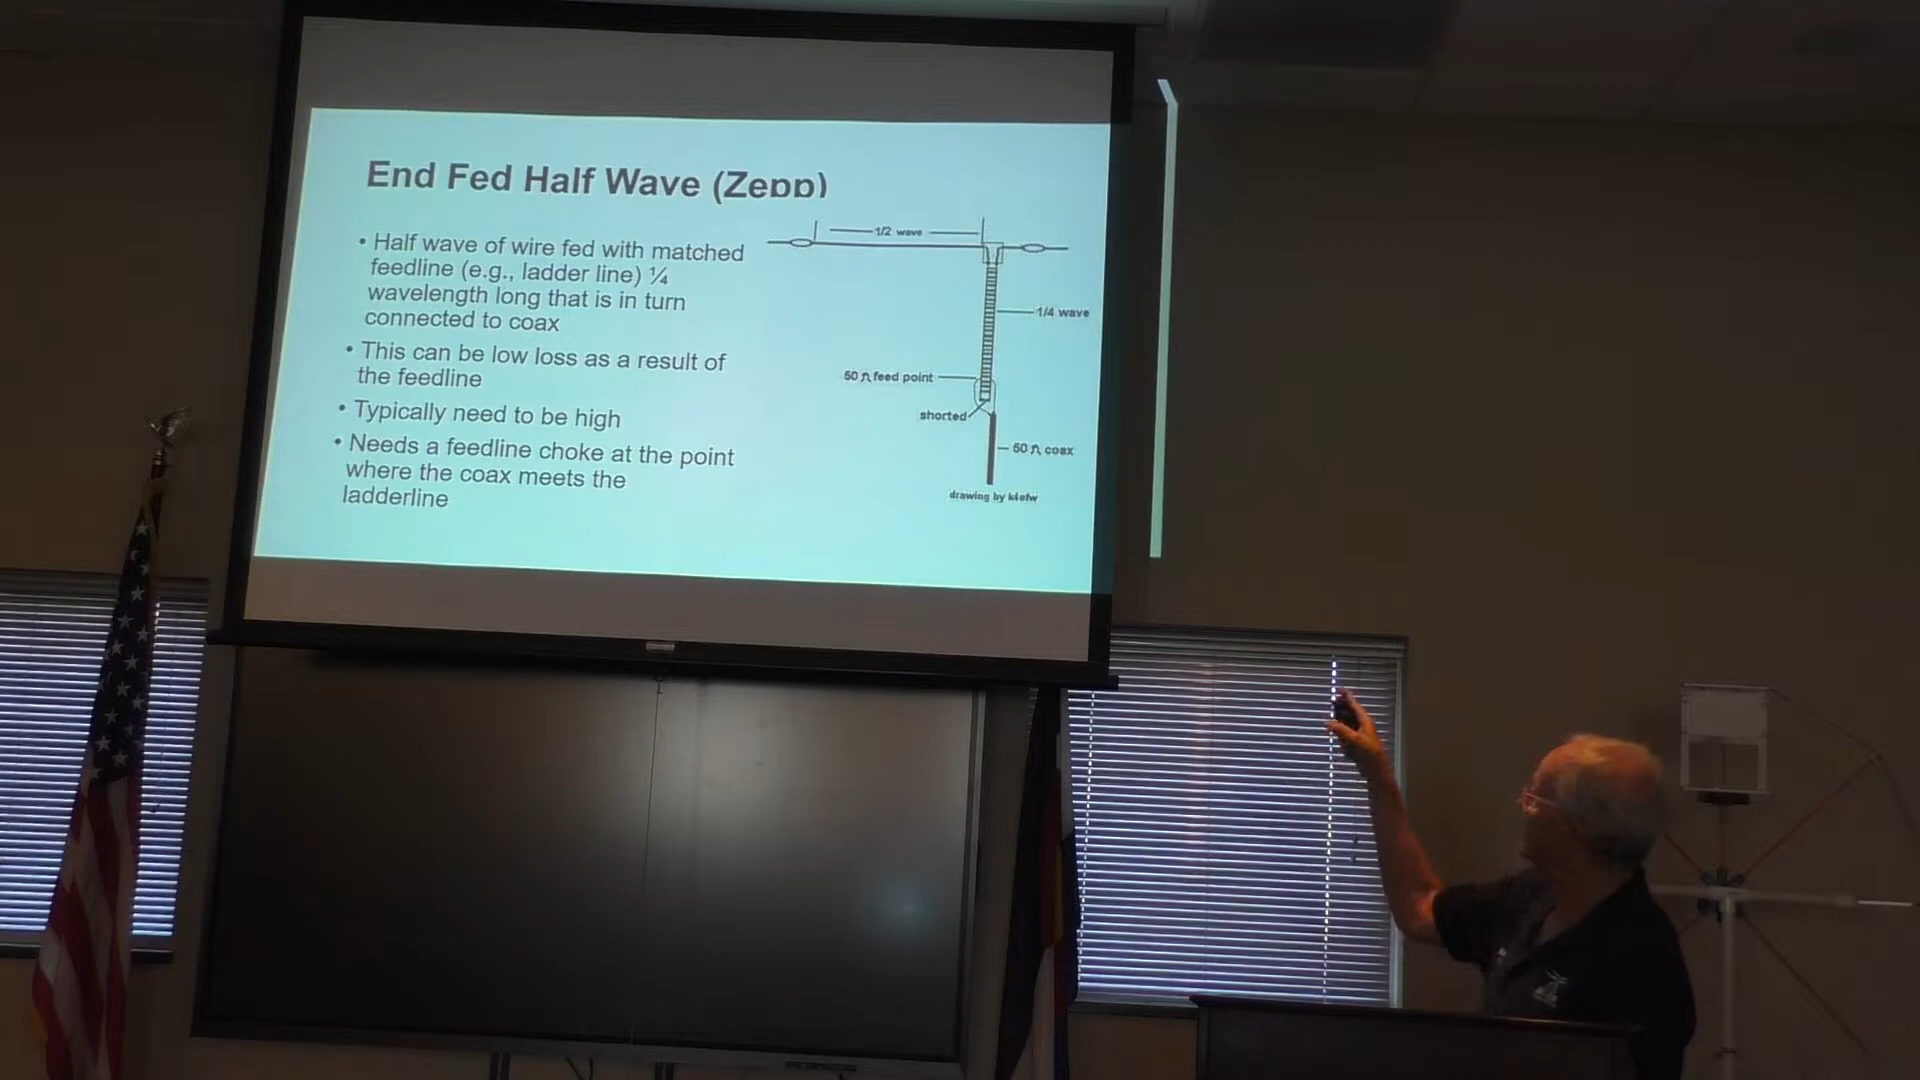 End Fed Half Wave (Zepp)
• Half wave of wire fed with matched
feedline (e.g., ladder line) ¼
wavelength long that is in turn
connected to coax
• This can be low loss as a result of
the feedline
• Typically need to be high
• Needs a feedline choke at the point
where the coax meets the
ladderline
1/2 wave
1/4 wave
50 Ω feed point
shorted
50 Ω coax
drawing by